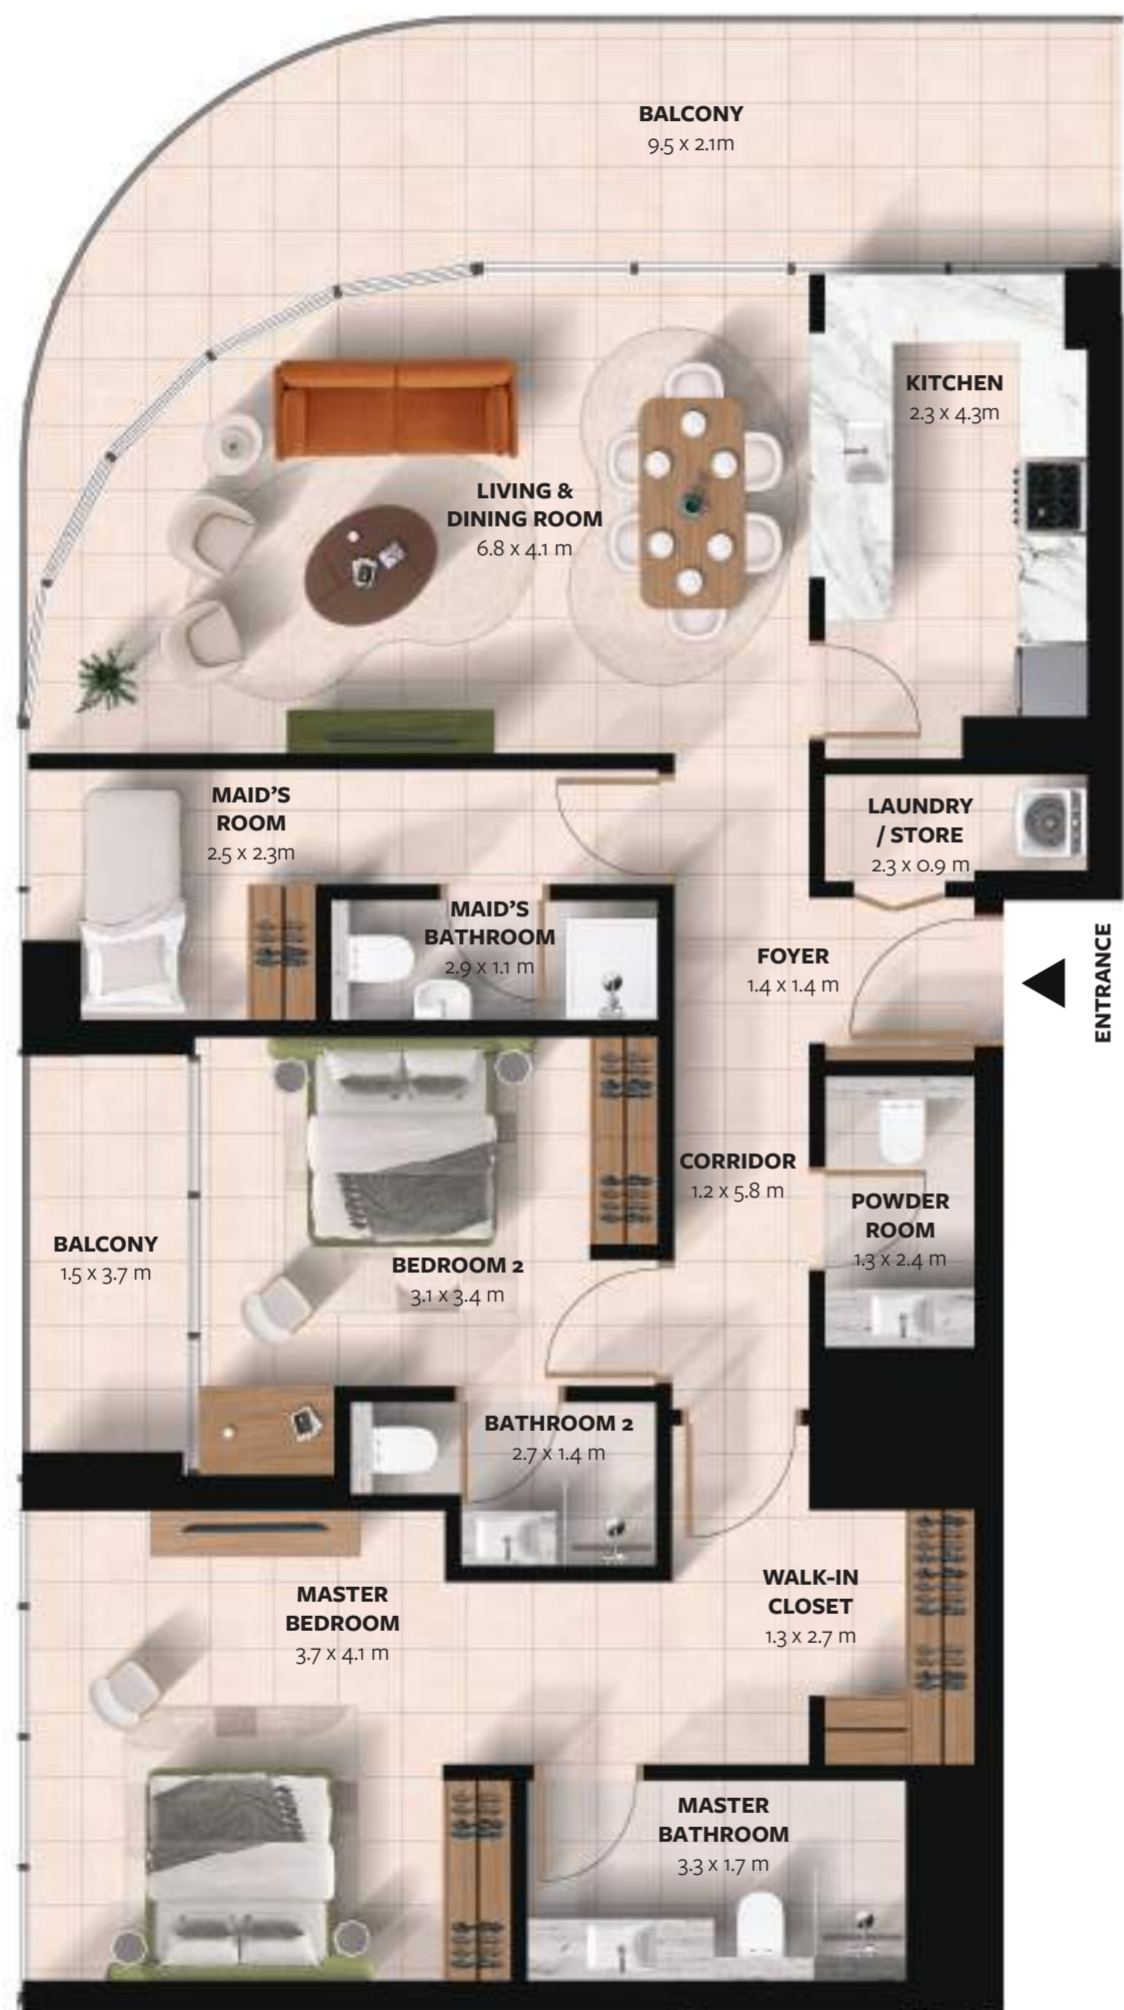 BALCONY
9.5 x 2.1m
KITCHEN
2.3 x 4.3m
LIVING &
DINING ROOM
6.8 x 4.1 m
MAID'S
ROOM
2.5 x 2.3m
LAUNDRY
/ STORE
2.3 x 0.9 m
MAID'S
BATHROOM
2.9 x 1.1 m
FOYER
1.4 x 1.4 m
ENTRANCE
CORRIDOR
1.2 x 5.8 m
POWDER
ROOM
1.3 x 2.4 m
BALCONY
1.5 x 3.7 m
BEDROOM 2
3.1 x 3.4 m
BATHROOM 2
2.7 x 1.4 m
WALK-IN
CLOSET
1.3 x 2.7 m
MASTER
BEDROOM
3.7 x 4.1 m
MASTER
BATHROOM
3.3 x 1.7 m